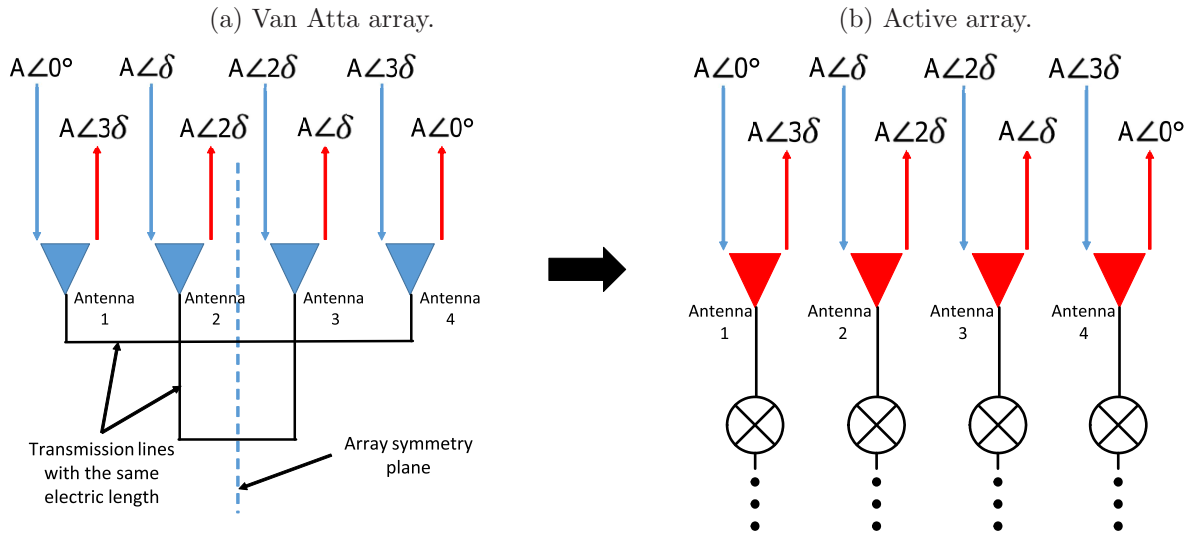 (a) Van Atta array.
A∠0° A∠δ A∠2δ A∠3δ
A∠3δ A∠2δ A∠δ A∠0°
Antenna
1
Antenna
2
Antenna
3
Antenna
4
Transmission lines
with the same
electric length
Array symmetry
plane
(b) Active array.
A∠0° A∠δ A∠2δ A∠3δ
A∠3δ A∠2δ A∠δ A∠0°
Antenna
1
Antenna
2
Antenna
3
Antenna
4